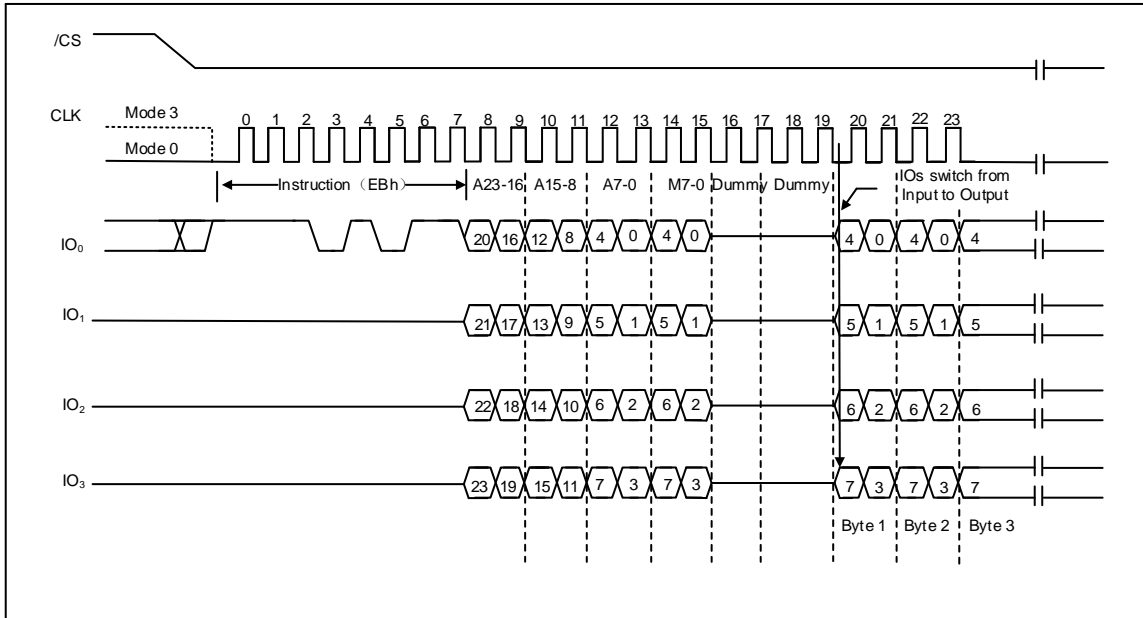 /CS
CLK
Mode 3
Mode 0
0 1 2 3 4 5 6 7 8 9 10 11 12 13 14 15 16 17 18 19 20 21 22 23
Instruction（EBh） A23-16 A15-8 A7-0 M7-0 Dummy Dummy
IOs switch from
Input to Output
IO₀ 20 16 12 8 4 0 4 0 4 0 4 0 4
IO₁ 21 17 13 9 5 1 5 1 5 1 5 1 5
IO₂ 22 18 14 10 6 2 6 2 6 2 6 2 6
IO₃ 23 19 15 11 7 3 7 3 7 3 7 3 7
Byte 1 Byte 2 Byte 3